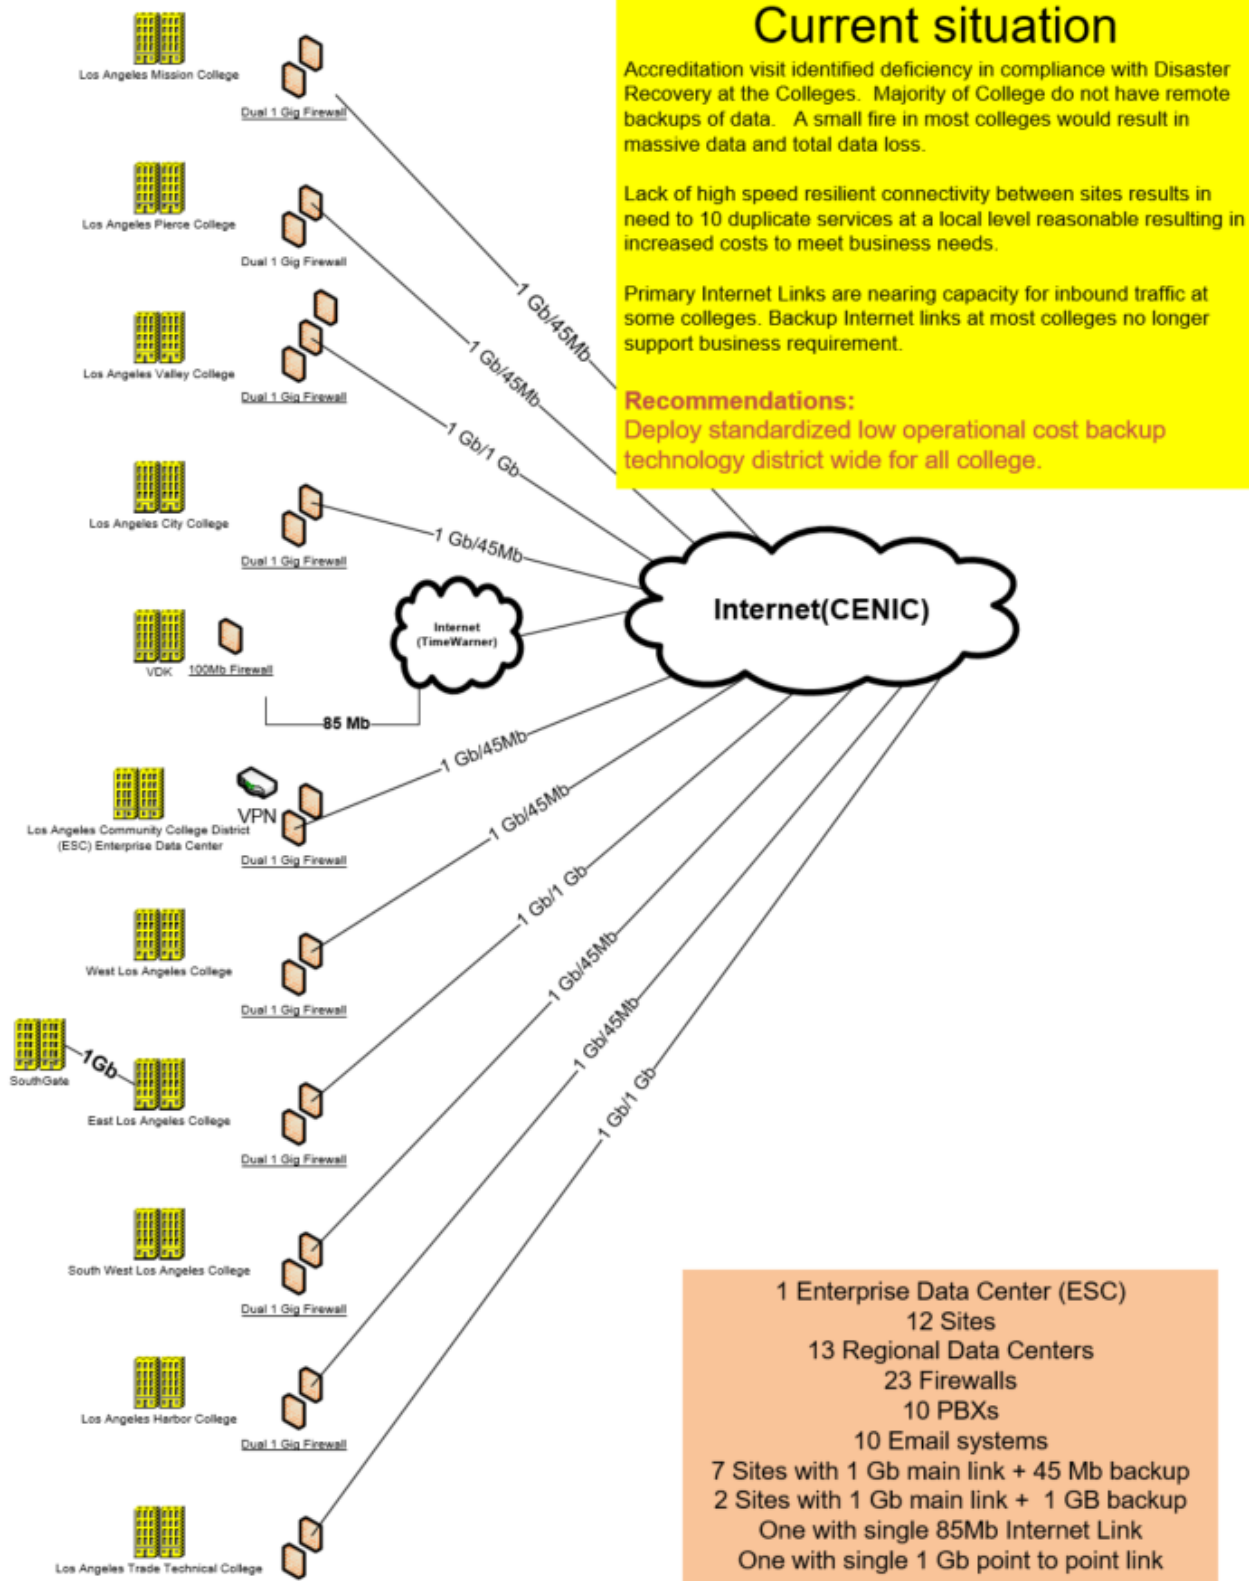 Current situation
Accreditation visit identified deficiency in compliance with Disaster
Recovery at the Colleges. Majority of College do not have remote
backups of data. A small fire in most colleges would result in
massive data and total data loss.
Lack of high speed resilient connectivity between sites results in
need to 10 duplicate services at a local level reasonable resulting in
increased costs to meet business needs.
Primary Internet Links are nearing capacity for inbound traffic at
some colleges. Backup Internet links at most colleges no longer
support business requirement.
Recommendations:
Deploy standardized low operational cost backup
technology district wide for all college.
Los Angeles Mission College
Dual 1 Gig Firewall
1 Gb/45Mb
Los Angeles Pierce College
Dual 1 Gig Firewall
1 Gb/45Mb
Los Angeles Valley College
Dual 1 Gig Firewall
1 Gb/1 Gb
Los Angeles City College
Dual 1 Gig Firewall
1 Gb/45Mb
Internet(CENIC)
Internet
(TimeWarner)
VDK
100Mb Firewall
85 Mb
1 Gb/45Mb
VPN
Los Angeles Community College District
(ESC) Enterprise Data Center
Dual 1 Gig Firewall
1 Gb/45Mb
West Los Angeles College
Dual 1 Gig Firewall
1 Gb/1 Gb
SouthGate
1Gb
East Los Angeles College
Dual 1 Gig Firewall
1 Gb/45Mb
South West Los Angeles College
Dual 1 Gig Firewall
1 Gb/45Mb
Los Angeles Harbor College
Dual 1 Gig Firewall
1 Gb/1 Gb
Los Angeles Trade Technical College
1 Enterprise Data Center (ESC)
12 Sites
13 Regional Data Centers
23 Firewalls
10 PBXs
10 Email systems
7 Sites with 1 Gb main link + 45 Mb backup
2 Sites with 1 Gb main link + 1 GB backup
One with single 85Mb Internet Link
One with single 1 Gb point to point link